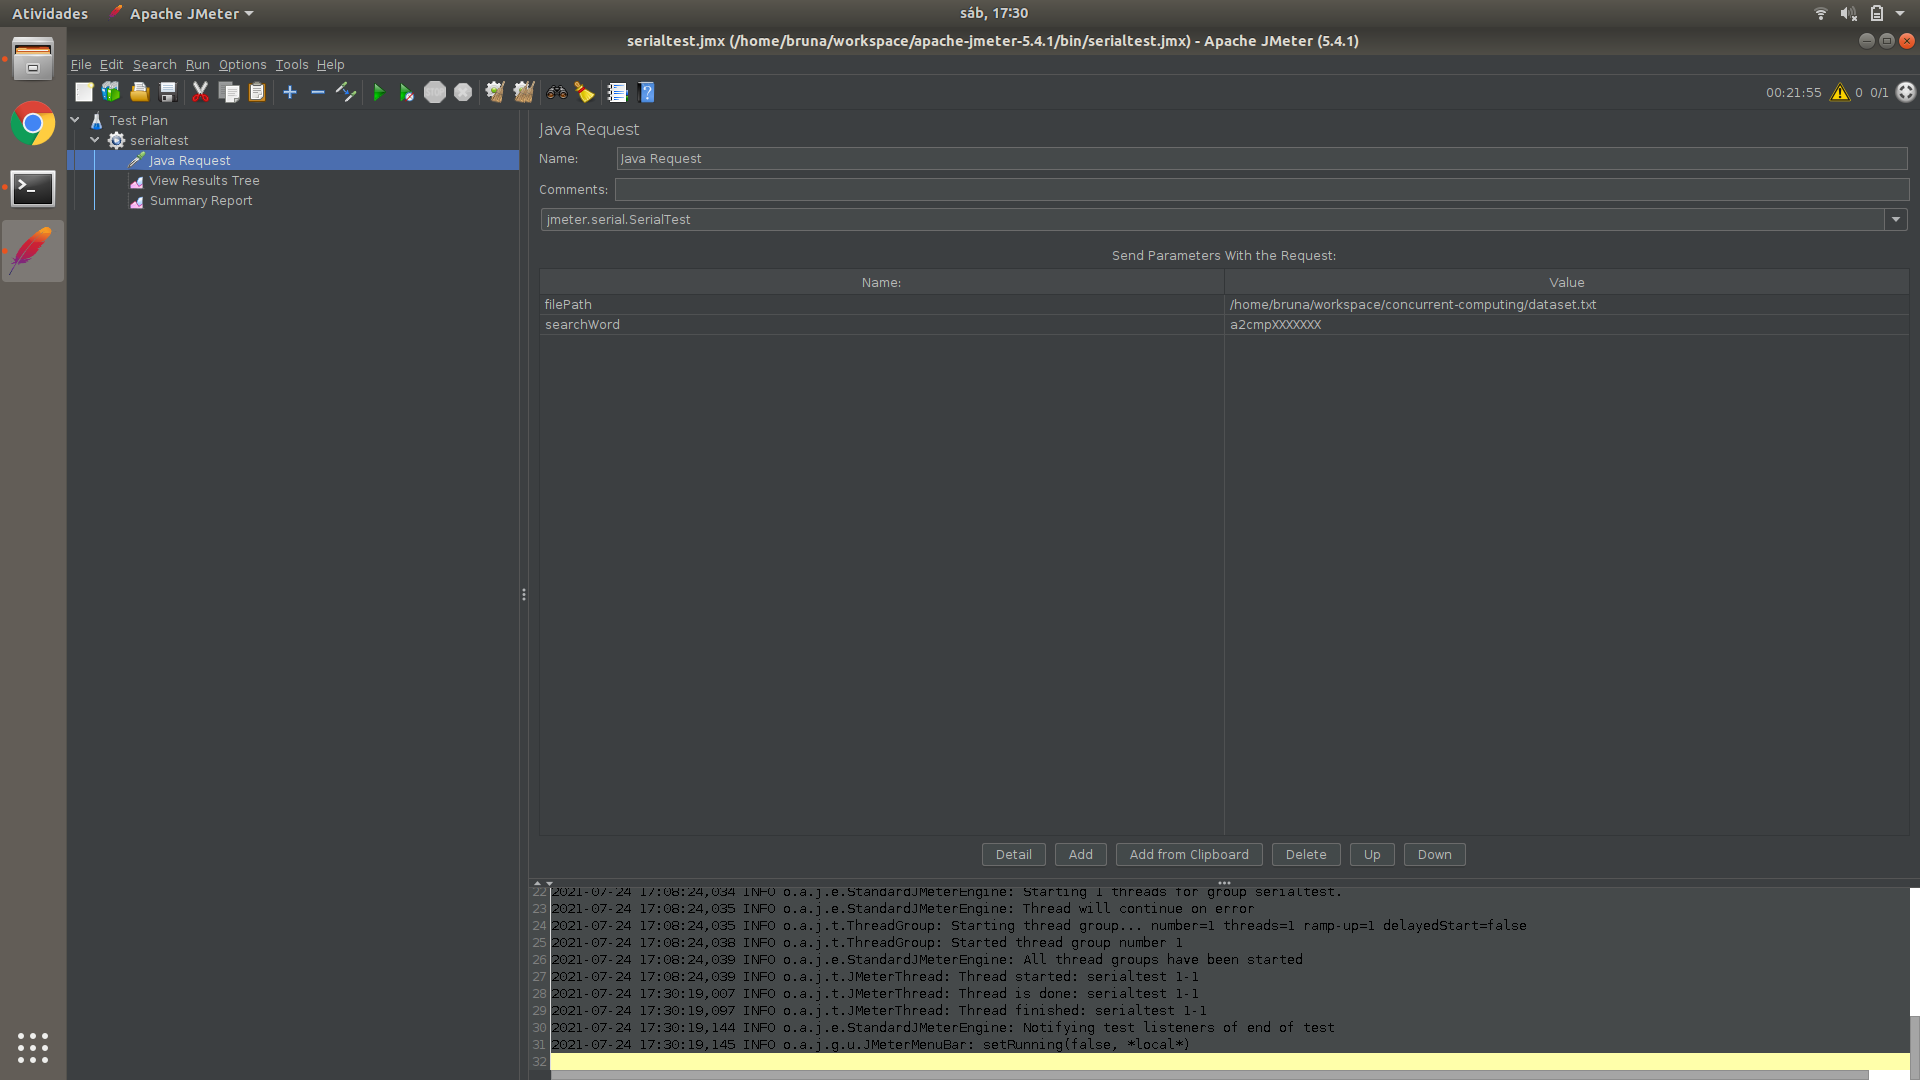 Atividades Apache JMeter sáb, 17:30
serialtest.jmx (/home/bruna/workspace/apache-jmeter-5.4.1/bin/serialtest.jmx) - Apache JMeter (5.4.1)
File Edit Search Run Options Tools Help
STOP 00:21:55 0 0/1
Test Plan
serialtest
Java Request
View Results Tree
Summary Report
Java Request
Name: Java Request
Comments:
jmeter.serial.SerialTest
Send Parameters With the Request:
Name: Value
filePath /home/bruna/workspace/concurrent-computing/dataset.txt
searchWord a2cmpXXXXXXX
Detail Add Add from Clipboard Delete Up Down
22 2021-07-24 17:08:24,034 INFO o.a.j.e.StandardJMeterEngine: Starting 1 threads for group serialtest.
23 2021-07-24 17:08:24,035 INFO o.a.j.e.StandardJMeterEngine: Thread will continue on error
24 2021-07-24 17:08:24,035 INFO o.a.j.t.ThreadGroup: Starting thread group... number=1 threads=1 ramp-up=1 delayedStart=false
25 2021-07-24 17:08:24,038 INFO o.a.j.t.ThreadGroup: Started thread group number 1
26 2021-07-24 17:08:24,039 INFO o.a.j.e.StandardJMeterEngine: All thread groups have been started
27 2021-07-24 17:08:24,039 INFO o.a.j.t.JMeterThread: Thread started: serialtest 1-1
28 2021-07-24 17:30:19,007 INFO o.a.j.t.JMeterThread: Thread is done: serialtest 1-1
29 2021-07-24 17:30:19,097 INFO o.a.j.t.JMeterThread: Thread finished: serialtest 1-1
30 2021-07-24 17:30:19,144 INFO o.a.j.e.StandardJMeterEngine: Notifying test listeners of end of test
31 2021-07-24 17:30:19,145 INFO o.a.j.g.u.JMeterMenuBar: setRunning(false, *local*)
32